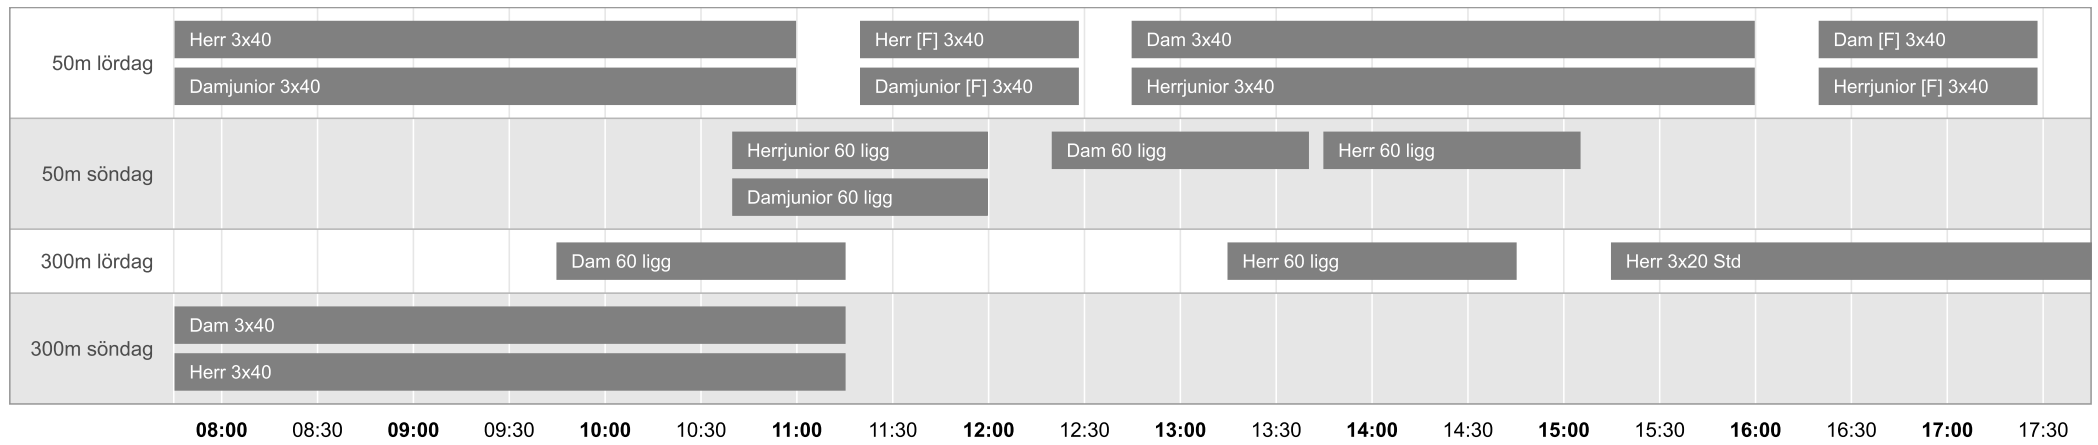 Herr 3x40
Herr [F] 3x40
Dam 3x40
Dam [F] 3x40
50m lördag
Damjunior 3x40
Damjunior [F] 3x40
Herrjunior 3x40
Herrjunior [F] 3x40
Herrjunior 60 ligg
Dam 60 ligg
Herr 60 ligg
50m söndag
Damjunior 60 ligg
300m lördag
Dam 60 ligg
Herr 60 ligg
Herr 3x20 Std
Dam 3x40
300m söndag
Herr 3x40
08:00 08:30 09:00 09:30 10:00 10:30 11:00 11:30 12:00 12:30 13:00 13:30 14:00 14:30 15:00 15:30 16:00 16:30 17:00 17:30